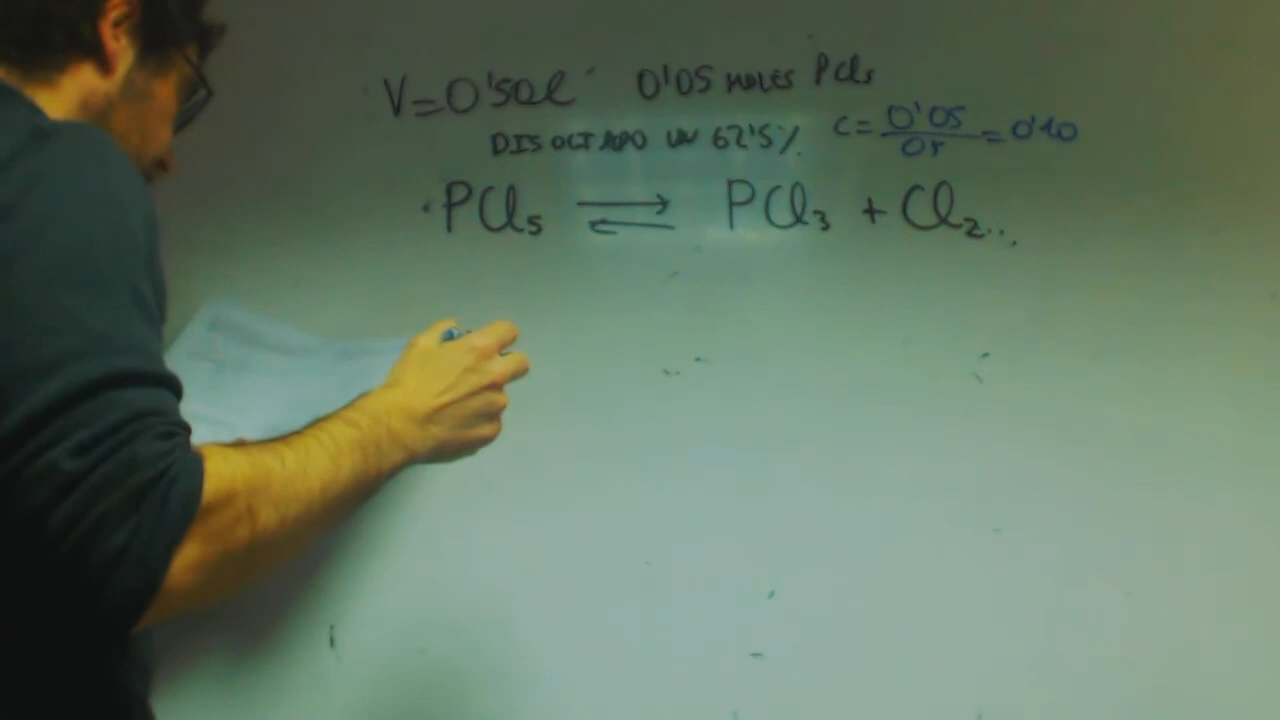 V=0'50l 0'05 MOLES PCl₅
DISOCIADO UN 62'5% c = 0'05/0'5 = 0'10
PCl₅ ⇌ PCl₃ + Cl₂